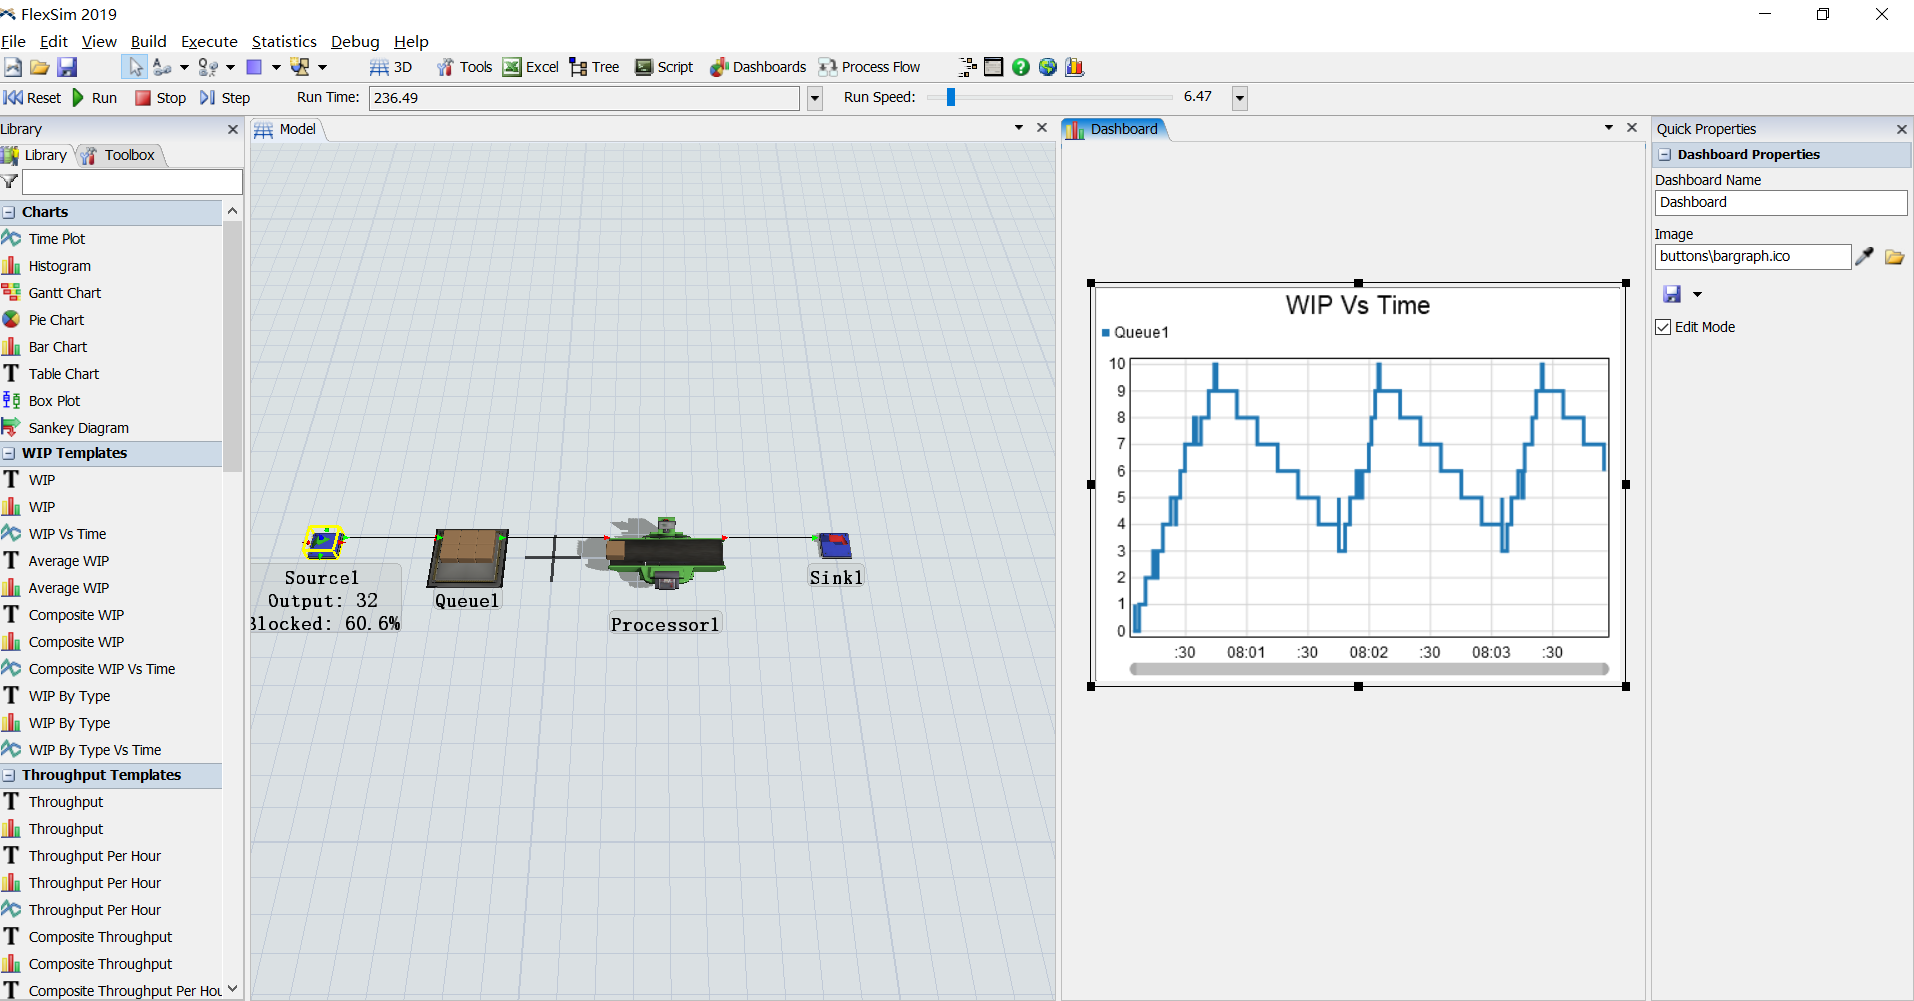 FlexSim 2019
File Edit View Build Execute Statistics Debug Help
3D Tools Excel Tree Script Dashboards Process Flow
Reset Run Stop Step Run Time: 236.49 Run Speed: 6.47
Library
Library Toolbox
Charts
Time Plot
Histogram
Gantt Chart
Pie Chart
Bar Chart
Table Chart
Box Plot
Sankey Diagram
WIP Templates
WIP
WIP
WIP Vs Time
Average WIP
Average WIP
Composite WIP
Composite WIP
Composite WIP Vs Time
WIP By Type
WIP By Type
WIP By Type Vs Time
Throughput Templates
Throughput
Throughput
Throughput Per Hour
Throughput Per Hour
Throughput Per Hour
Composite Throughput
Composite Throughput
Composite Throughput Per Hou
Model
Source1
Output: 32
Blocked: 60.6%
Queue1
Processor1
Sink1
Dashboard
WIP Vs Time
Queue1
10
9
8
7
6
5
4
3
2
1
0
:30 08:01 :30 08:02 :30 08:03 :30
Quick Properties
Dashboard Properties
Dashboard Name
Dashboard
Image
buttons\bargraph.ico
Edit Mode